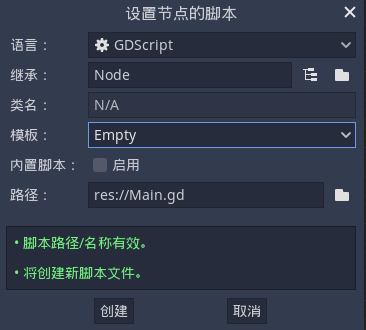 设置节点的脚本
语言： GDScript
继承： Node
类名： N/A
模板： Empty
内置脚本： 启用
路径： res://Main.gd
• 脚本路径/名称有效。
• 将创建新脚本文件。
创建 取消